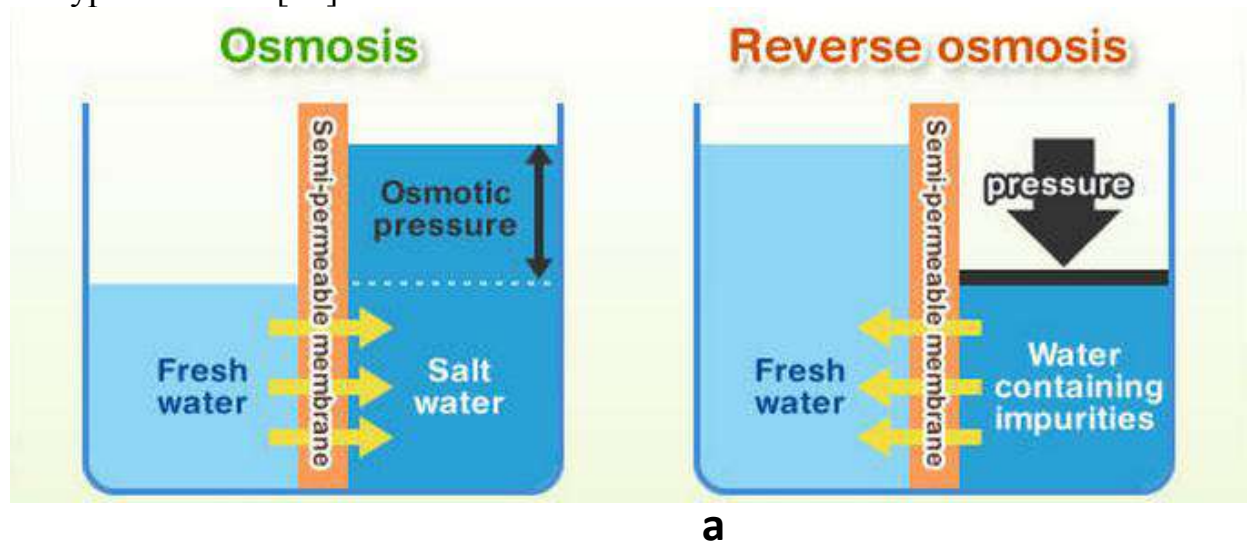 Osmosis
Semi-permeable membrane
Osmotic
pressure
Fresh
water
Salt
water
Reverse osmosis
Semi-permeable membrane
pressure
Fresh
water
Water
containing
impurities
a